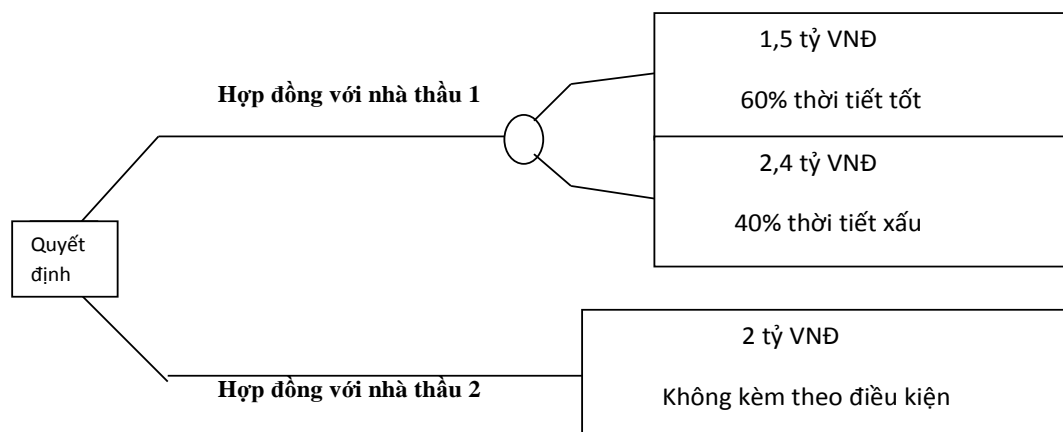 1,5 tỷ VNĐ
Hợp đồng với nhà thầu 1
60% thời tiết tốt
2,4 tỷ VNĐ
40% thời tiết xấu
Quyết
định
2 tỷ VNĐ
Hợp đồng với nhà thầu 2
Không kèm theo điều kiện